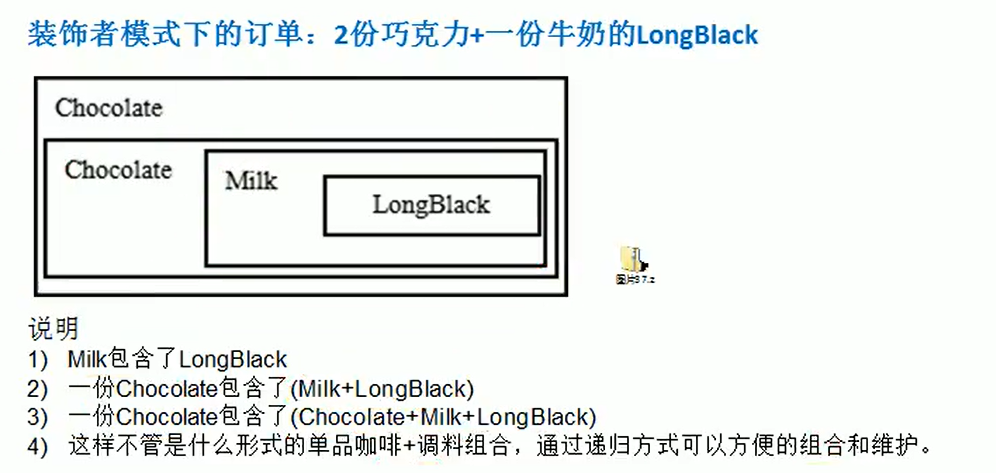 装饰者模式下的订单：2份巧克力+一份牛奶的LongBlack
Chocolate
Chocolate
Milk
LongBlack
图片37.z
说明
1) Milk包含了LongBlack
2) 一份Chocolate包含了(Milk+LongBlack)
3) 一份Chocolate包含了(Chocolate+Milk+LongBlack)
4) 这样不管是什么形式的单品咖啡+调料组合，通过递归方式可以方便的组合和维护。